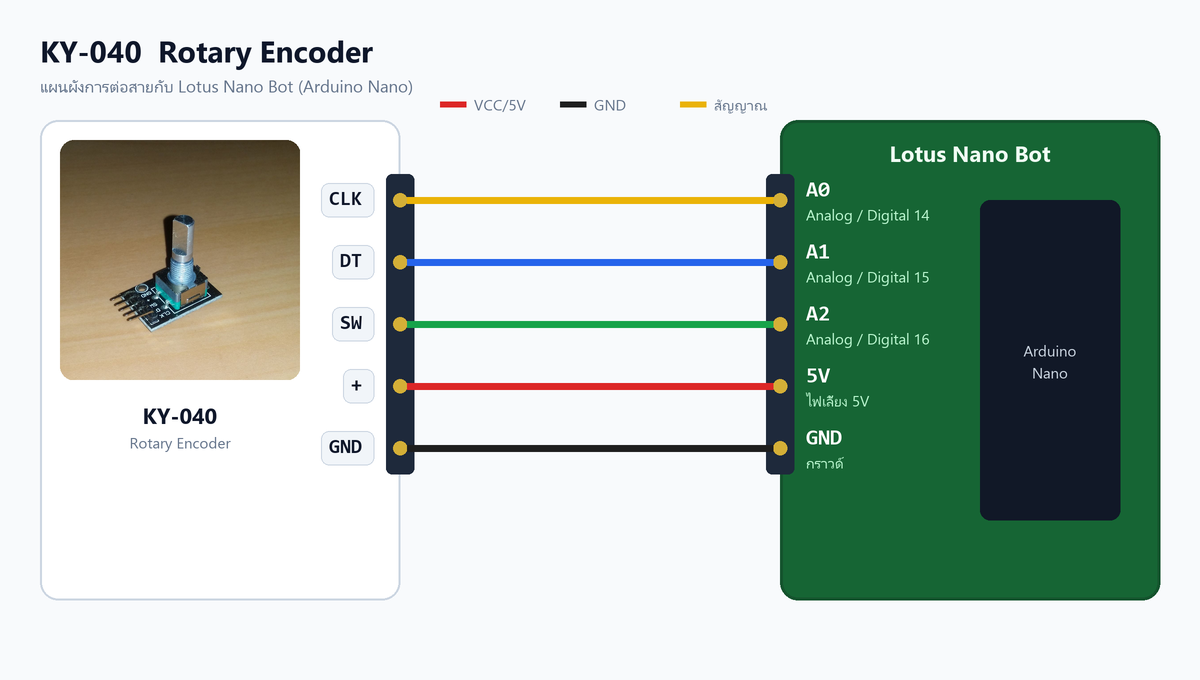 KY-040 Rotary Encoder
แผนผังการต่อสายกับ Lotus Nano Bot (Arduino Nano)
VCC/5V
GND
สัญญาณ
CLK
DT
SW
+
GND
KY-040
Rotary Encoder
Lotus Nano Bot
A0
Analog / Digital 14
A1
Analog / Digital 15
A2
Analog / Digital 16
5V
ไฟเลี้ยง 5V
GND
กราวด์
Arduino
Nano